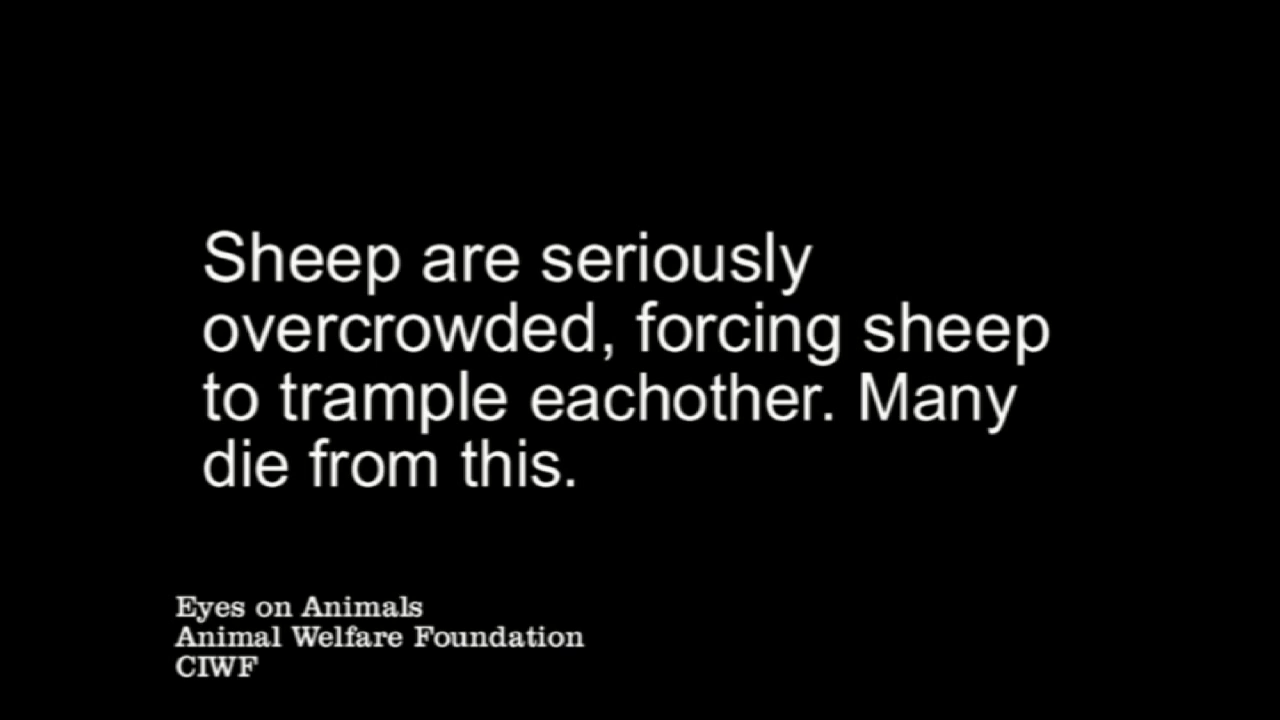 Sheep are seriously
overcrowded, forcing sheep
to trample eachother. Many
die from this.
Eyes on Animals
Animal Welfare Foundation
CIWF